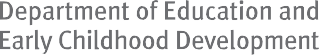 Department of Education and
Early Childhood Development